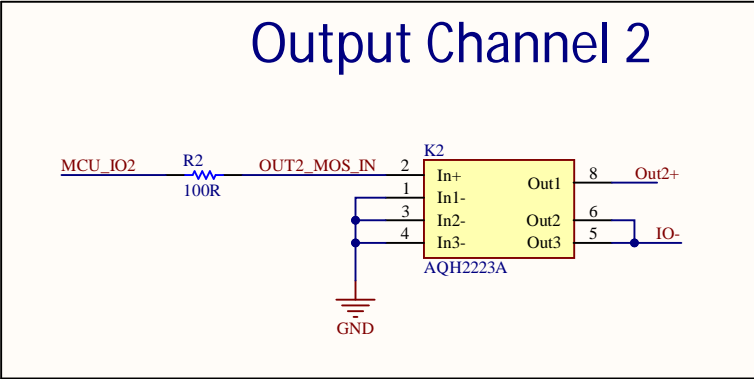 Output Channel 2
K2
MCU_IO2 R2 OUT2_MOS_IN 2 In+ 8 Out2+
100R 1 In1- Out1
3 In2- Out2 6
4 In3- Out3 5 IO-
AQH2223A
GND